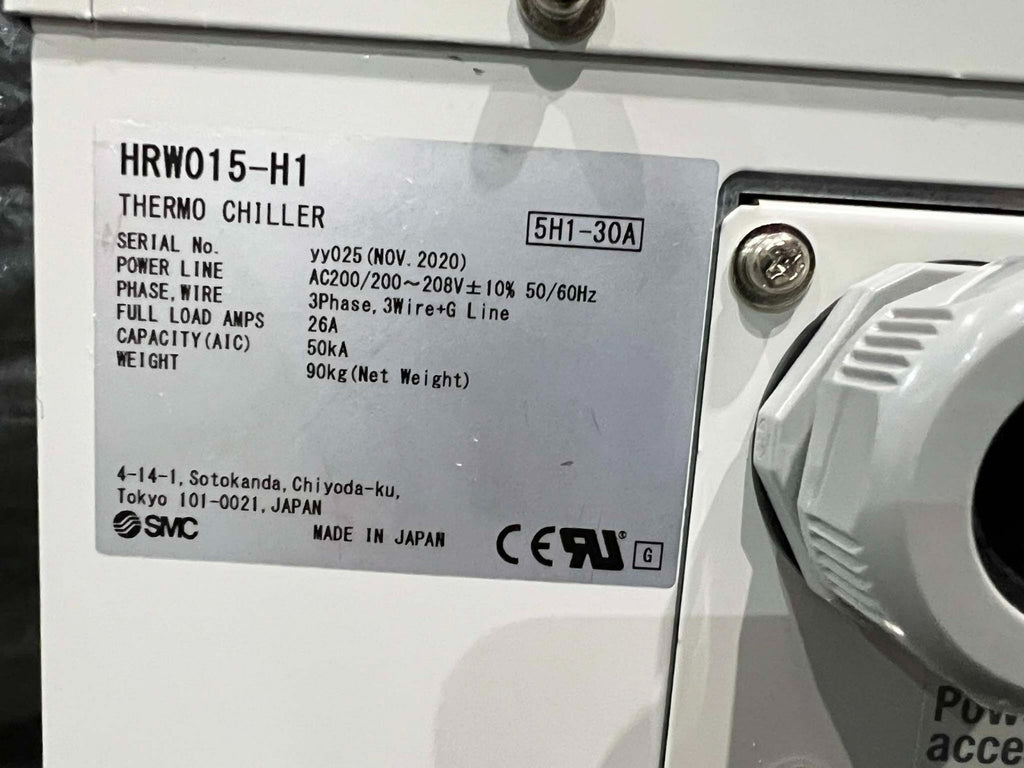 HRW015-H1
THERMO CHILLER
5H1-30A
SERIAL No. yy025(NOV. 2020)
POWER LINE AC200/200~208V±10% 50/60Hz
PHASE, WIRE 3Phase, 3Wire+G Line
FULL LOAD AMPS 26A
CAPACITY(AIC) 50kA
WEIGHT 90kg(Net Weight)
4-14-1, Sotokanda, Chiyoda-ku,
Tokyo 101-0021, JAPAN
SMC MADE IN JAPAN CE RU® G